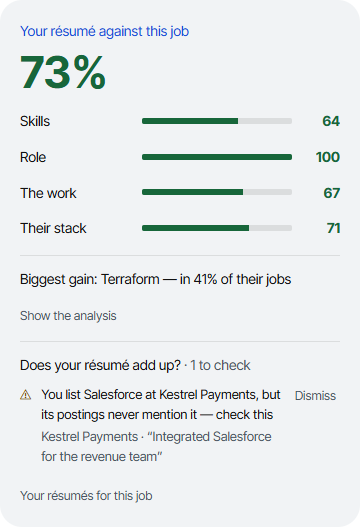 Your résumé against this job
73%
Skills 64
Role 100
The work 67
Their stack 71
Biggest gain: Terraform — in 41% of their jobs
Show the analysis
Does your résumé add up? · 1 to check
⚠ You list Salesforce at Kestrel Payments, but Dismiss
its postings never mention it — check this
Kestrel Payments · “Integrated Salesforce
for the revenue team”
Your résumés for this job